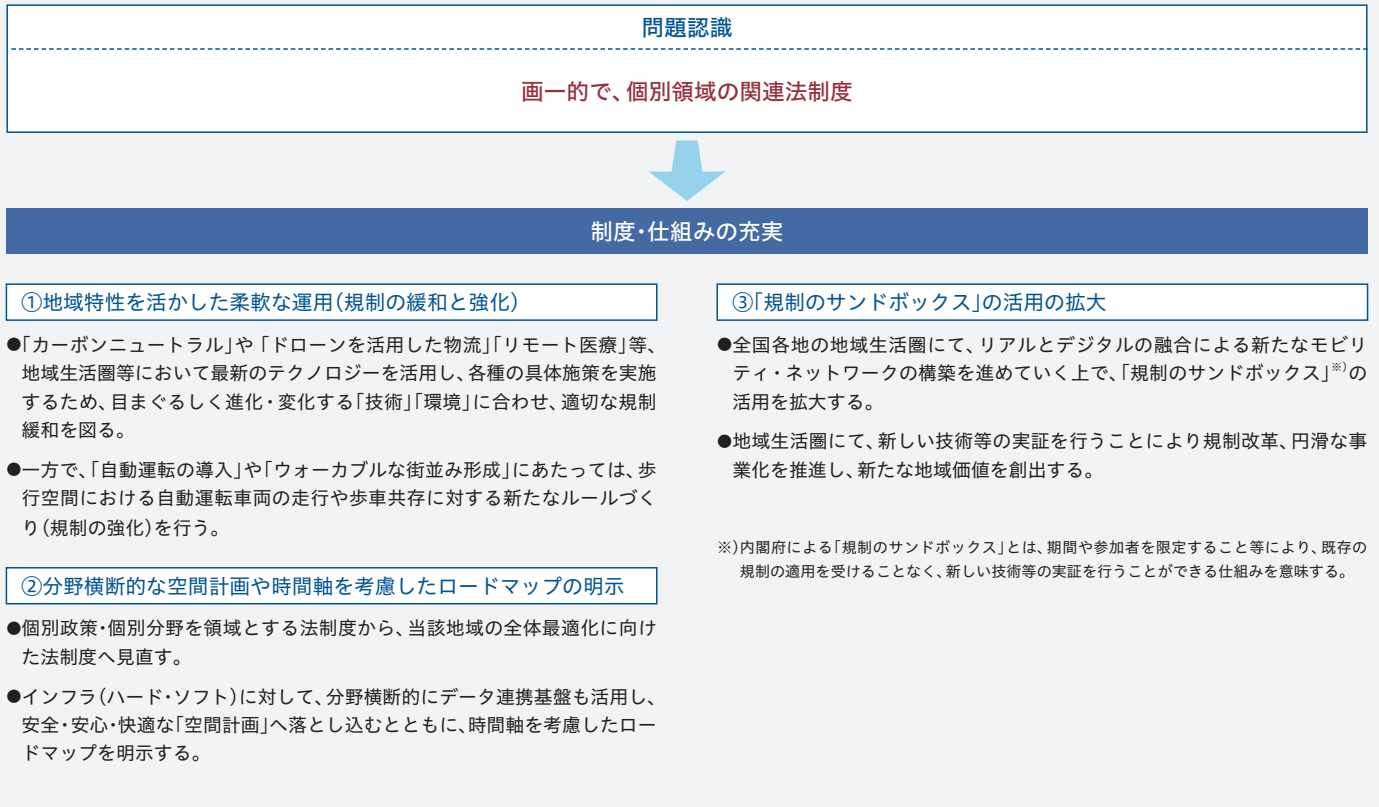 問題認識
画一的で、個別領域の関連法制度
制度・仕組みの充実
①地域特性を活かした柔軟な運用(規制の緩和と強化)
●「カーボンニュートラル」や「ドローンを活用した物流」「リモート医療」等、
地域生活圏等において最新のテクノロジーを活用し、各種の具体施策を実施
するため、目まぐるしく進化・変化する「技術」「環境」に合わせ、適切な規制
緩和を図る。
●一方で、「自動運転の導入」や「ウォーカブルな街並み形成」にあたっては、歩
行空間における自動運転車両の走行や歩車共存に対する新たなルールづく
り(規制の強化)を行う。
②分野横断的な空間計画や時間軸を考慮したロードマップの明示
●個別政策・個別分野を領域とする法制度から、当該地域の全体最適化に向け
た法制度へ見直す。
●インフラ(ハード・ソフト)に対して、分野横断的にデータ連携基盤も活用し、
安全・安心・快適な「空間計画」へ落とし込むとともに、時間軸を考慮したロー
ドマップを明示する。
③「規制のサンドボックス」の活用の拡大
●全国各地の地域生活圏にて、リアルとデジタルの融合による新たなモビリ
ティ・ネットワークの構築を進めていく上で、「規制のサンドボックス」※)の
活用を拡大する。
●地域生活圏にて、新しい技術等の実証を行うことにより規制改革、円滑な事
業化を推進し、新たな地域価値を創出する。
※)内閣府による「規制のサンドボックス」とは、期間や参加者を限定すること等により、既存の
規制の適用を受けることなく、新しい技術等の実証を行うことができる仕組みを意味する。